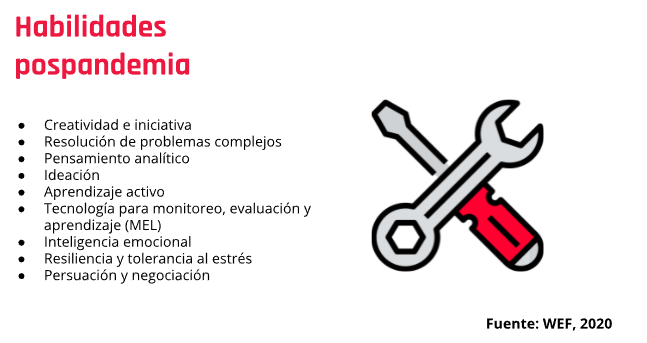 Habilidades
pospandemia
● Creatividad e iniciativa
● Resolución de problemas complejos
● Pensamiento analítico
● Ideación
● Aprendizaje activo
● Tecnología para monitoreo, evaluación y
aprendizaje (MEL)
● Inteligencia emocional
● Resiliencia y tolerancia al estrés
● Persuación y negociación
Fuente: WEF, 2020